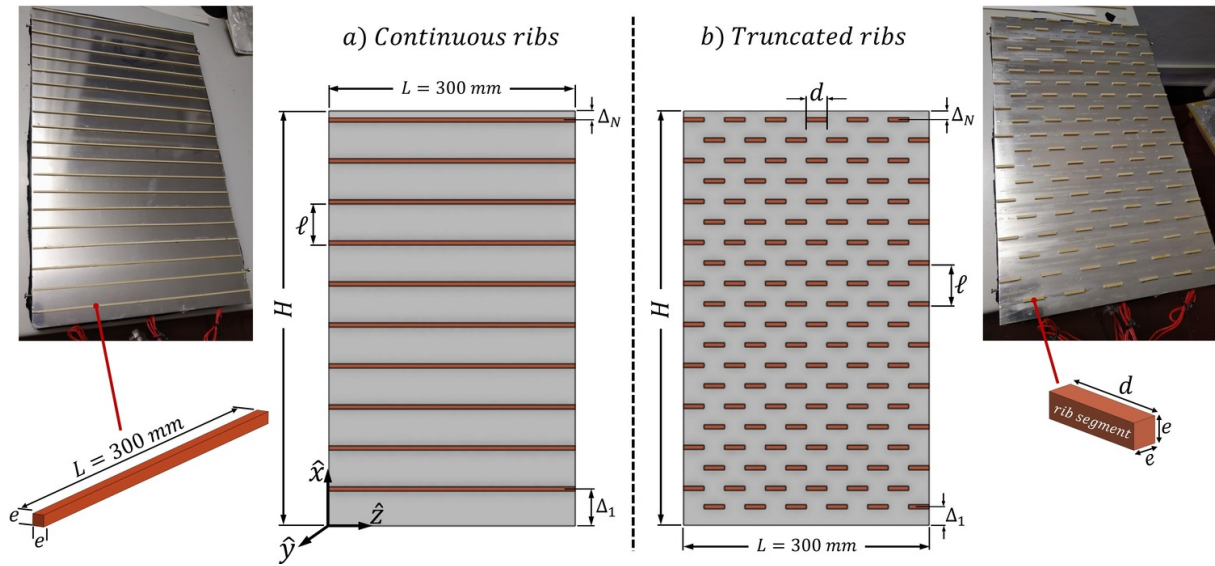 a) Continuous ribs
b) Truncated ribs
L = 300 mm
Δ_N
ℓ
H
x̂
ẑ
ŷ
Δ_1
L = 300 mm
e
e
d
Δ_N
ℓ
H
Δ_1
L = 300 mm
d
rib segment
e
e